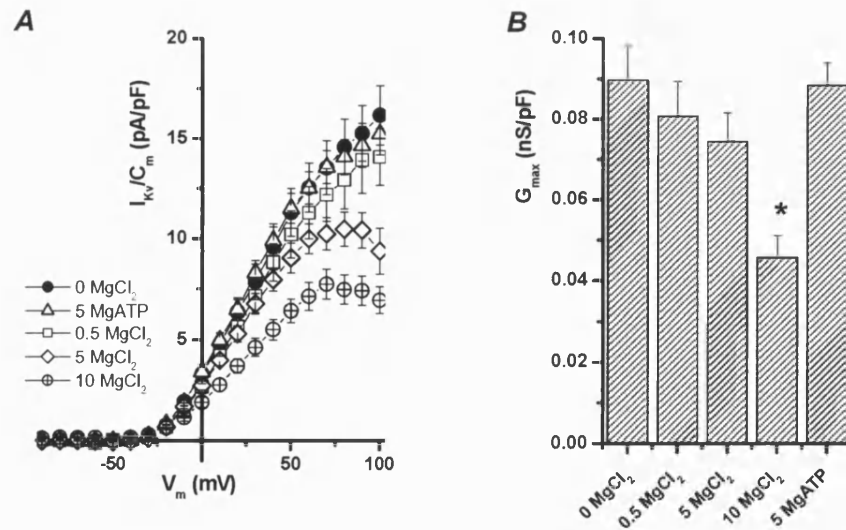 A
20
15
10
5
-50
0
50
100
I_Kv/C_m (pA/pF)
V_m (mV)
0 MgCl₂
5 MgATP
0.5 MgCl₂
5 MgCl₂
10 MgCl₂
B
0.10
0.08
0.06
0.04
0.02
0.00
G_max (nS/pF)
*
0 MgCl₂
0.5 MgCl₂
5 MgCl₂
10 MgCl₂
5 MgATP